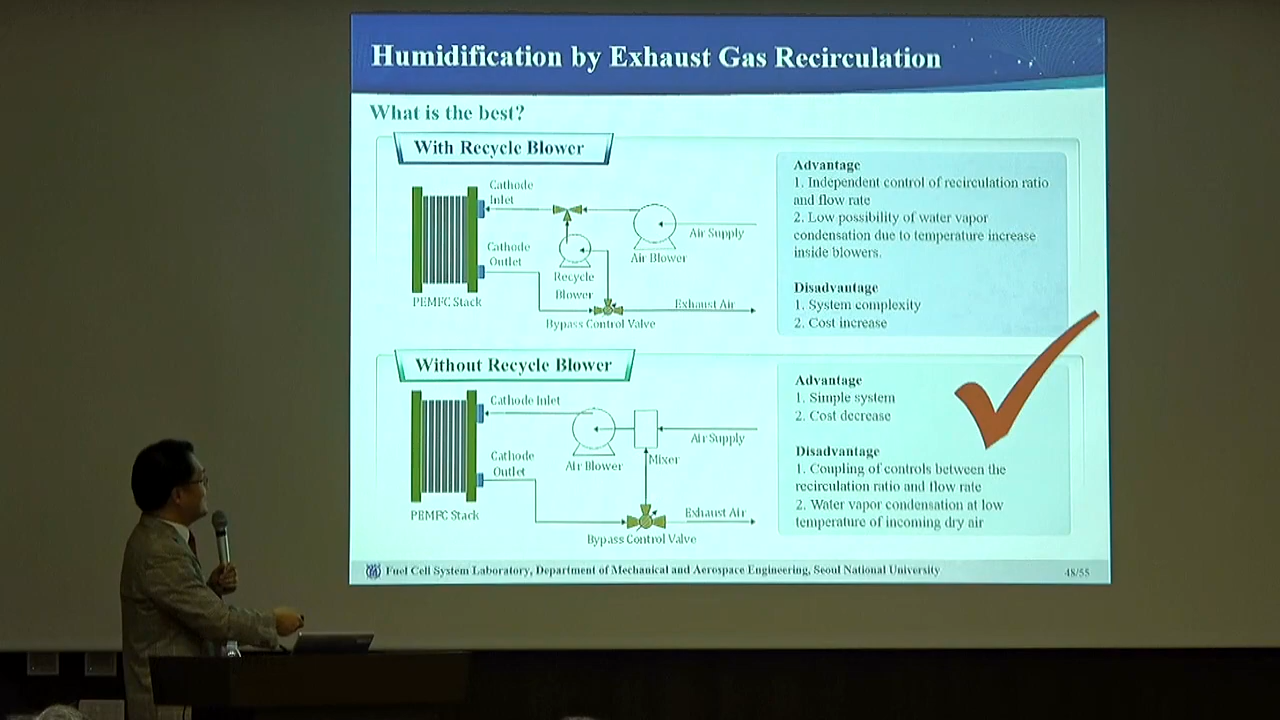 Humidification by Exhaust Gas Recirculation
What is the best?
With Recycle Blower
Cathode
Inlet
Air Supply
Air Blower
Cathode
Outlet
Recycle
Blower
PEMFC Stack
Exhaust Air
Bypass Control Valve
Advantage
1. Independent control of recirculation ratio
and flow rate
2. Low possibility of water vapor
condensation due to temperature increase
inside blowers.
Disadvantage
1. System complexity
2. Cost increase
Without Recycle Blower
Cathode Inlet
Air Supply
Air Blower
Mixer
Cathode
Outlet
PEMFC Stack
Exhaust Air
Bypass Control Valve
Advantage
1. Simple system
2. Cost decrease
Disadvantage
1. Coupling of controls between the
recirculation ratio and flow rate
2. Water vapor condensation at low
temperature of incoming dry air
Fuel Cell System Laboratory, Department of Mechanical and Aerospace Engineering, Seoul National University
48/55